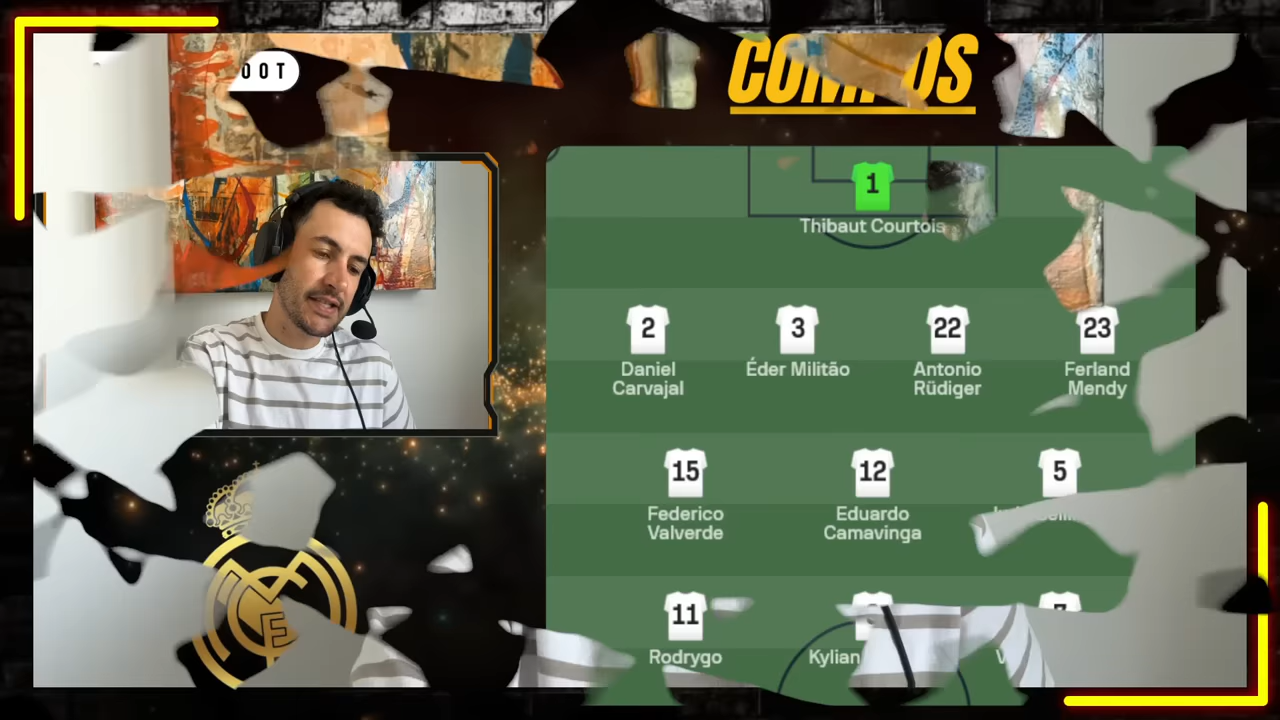 OOT
1
Thibaut Courtois
2
3
22
23
Daniel
Carvajal
Éder Militão
Antonio
Rüdiger
Ferland
Mendy
15
12
5
Federico
Valverde
Eduardo
Camavinga
11
Rodrygo
Kylian